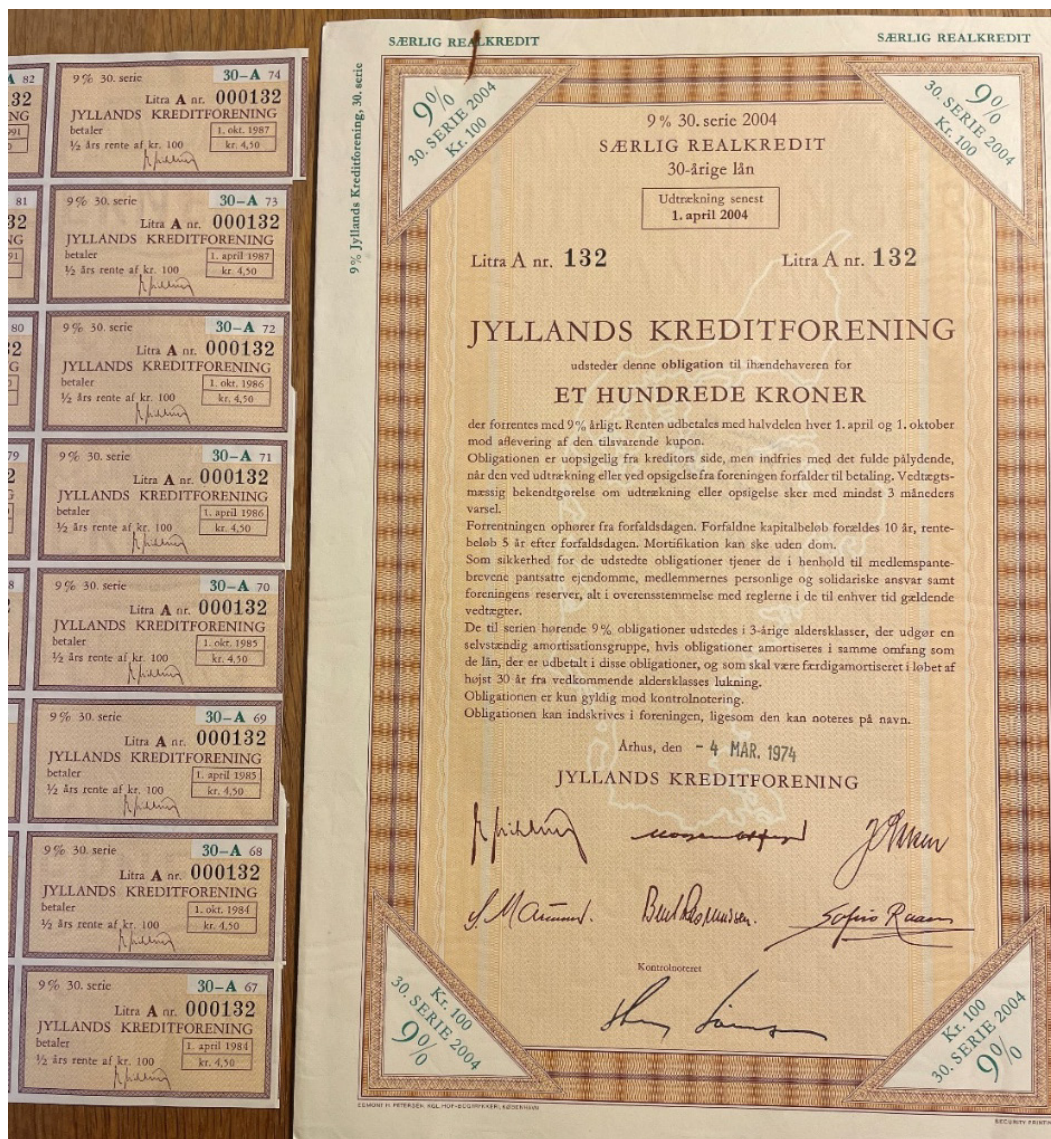 82
32
NG
991
9% 30. serie 30–A 74
Litra A nr. 000132
JYLLANDS KREDITFORENING
betaler 1. okt. 1987
½ års rente af kr. 100 kr. 4,50
81
32
NG
91
9% 30. serie 30–A 73
Litra A nr. 000132
JYLLANDS KREDITFORENING
betaler 1. april 1987
½ års rente af kr. 100 kr. 4,50
80
2
G
9% 30. serie 30–A 72
Litra A nr. 000132
JYLLANDS KREDITFORENING
betaler 1. okt. 1986
½ års rente af kr. 100 kr. 4,50
79
2
G
9% 30. serie 30–A 71
Litra A nr. 000132
JYLLANDS KREDITFORENING
betaler 1. april 1986
½ års rente af kr. 100 kr. 4,50
8
9% 30. serie 30–A 70
Litra A nr. 000132
JYLLANDS KREDITFORENING
betaler 1. okt. 1985
½ års rente af kr. 100 kr. 4,50
9% 30. serie 30–A 69
Litra A nr. 000132
JYLLANDS KREDITFORENING
betaler 1. april 1985
½ års rente af kr. 100 kr. 4,50
9% 30. serie 30–A 68
Litra A nr. 000132
JYLLANDS KREDITFORENING
betaler 1. okt. 1984
½ års rente af kr. 100 kr. 4,50
9% 30. serie 30–A 67
Litra A nr. 000132
JYLLANDS KREDITFORENING
betaler 1. april 1984
½ års rente af kr. 100 kr. 4,50
9% Jyllands Kreditforening, 30. serie
SÆRLIG REALKREDIT SÆRLIG REALKREDIT
9%
30. SERIE 2004
Kr. 100
9%
30. SERIE 2004
Kr. 100
9% 30. serie 2004
SÆRLIG REALKREDIT
30-årige lån
Udtrækning senest
1. april 2004
Litra A nr. 132 Litra A nr. 132
JYLLANDS KREDITFORENING
udsteder denne obligation til ihændehaveren for
ET HUNDREDE KRONER
der forrentes med 9% årligt. Renten udbetales med halvdelen hver 1. april og 1. oktober
mod aflevering af den tilsvarende kupon.
Obligationen er uopsigelig fra kreditors side, men indfries med det fulde pålydende,
når den ved udtrækning eller ved opsigelse fra foreningen forfalder til betaling. Vedtægts-
mæssig bekendtgørelse om udtrækning eller opsigelse sker med mindst 3 måneders
varsel.
Forrentningen ophører fra forfaldsdagen. Forfaldne kapitalbeløb forældes 10 år, rente-
beløb 5 år efter forfaldsdagen. Mortifikation kan ske uden dom.
Som sikkerhed for de udstedte obligationer tjener de i henhold til medlemspante-
brevene pantsatte ejendomme, medlemmernes personlige og solidariske ansvar samt
foreningens reserver, alt i overensstemmelse med reglerne i de til enhver tid gældende
vedtægter.
De til serien hørende 9% obligationer udstedes i 3-årige aldersklasser, der udgør en
selvstændig amortisationsgruppe, hvis obligationer amortiseres i samme omfang som
de lån, der er udbetalt i disse obligationer, og som skal være færdigamortiseret i løbet af
højst 30 år fra vedkommende aldersklasses lukning.
Obligationen er kun gyldig mod kontrolnotering.
Obligationen kan indskrives i foreningen, ligesom den kan noteres på navn.
Århus, den - 4 MAR. 1974
JYLLANDS KREDITFORENING
Kontrolnoteret
Kr. 100
30. SERIE 2004
9%
Kr. 100
30. SERIE 2004
9%
EGMONT H. PETERSEN, KGL. HOF-BOGTRYKKERI, KØBENHAVN
SECURITY